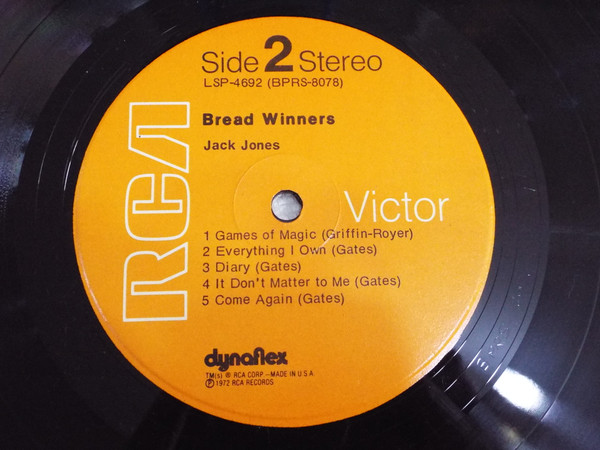 Side 2 Stereo
LSP-4692 (BPRS-8078)
Bread Winners
Jack Jones
RCA
Victor
1 Games of Magic (Griffin-Royer)
2 Everything I Own (Gates)
3 Diary (Gates)
4 It Don't Matter to Me (Gates)
5 Come Again (Gates)
dynaflex
TM(s) ® RCA CORP.-MADE IN U.S.A
℗ 1972 RCA RECORDS